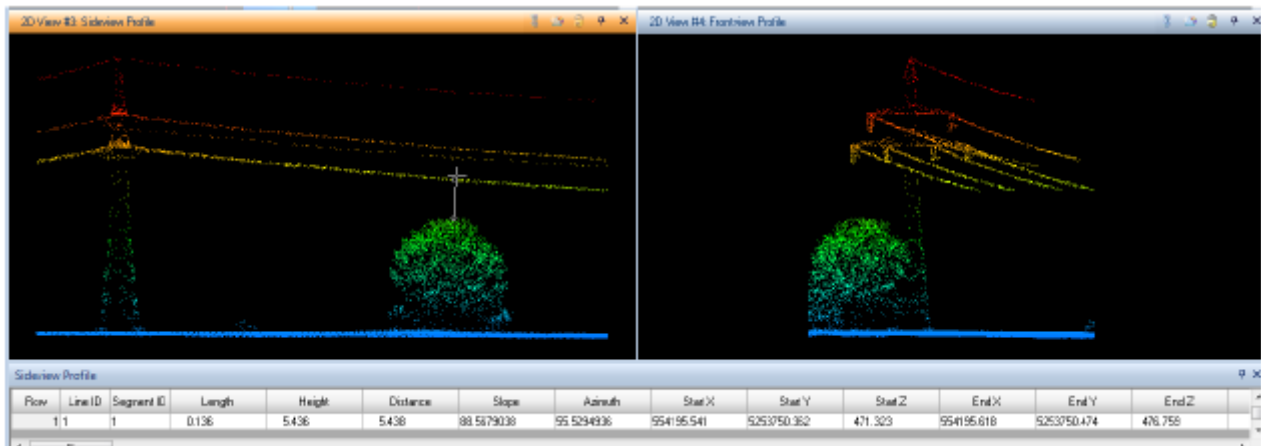 2D View #3: Sideview Profile
2D View #4: Frontview Profile
Sideview Profile
Row Line ID Segment ID Length Height Distance Slope Azimuth Start X Start Y Start Z End X End Y End Z
1 1 1 0.136 5.436 5.438 88.5679038 55.5294936 554195.541 5253750.362 471.323 554195.618 5253750.474 476.759